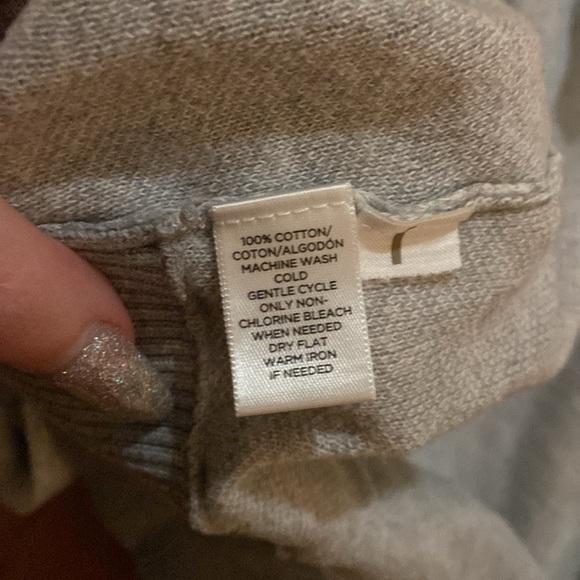 100% COTTON/
COTON/ALGODÓN
MACHINE WASH
COLD
GENTLE CYCLE
ONLY NON-
CHLORINE BLEACH
WHEN NEEDED
DRY FLAT
WARM IRON
IF NEEDED